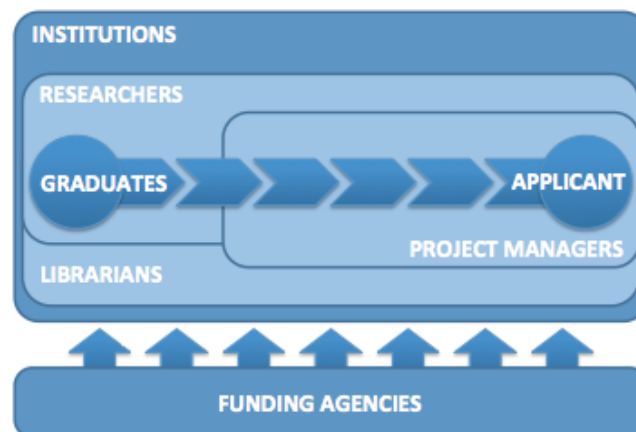 INSTITUTIONS
RESEARCHERS
GRADUATES
APPLICANT
PROJECT MANAGERS
LIBRARIANS
FUNDING AGENCIES